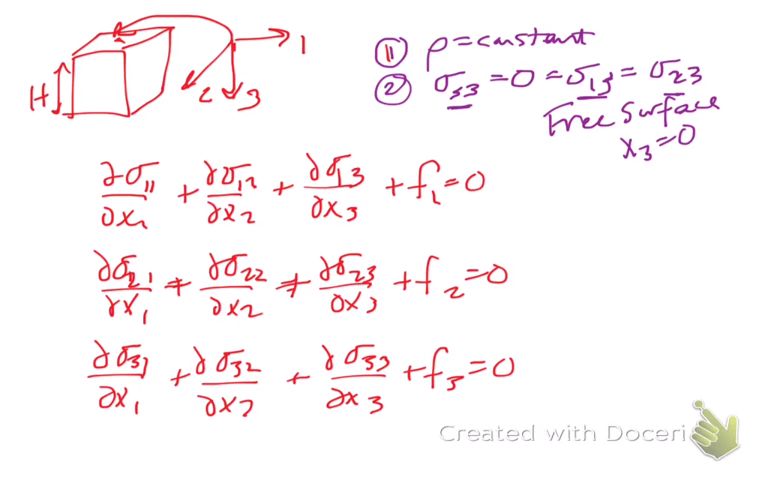 H
1
2
3
① ρ = constant
② σ₃₃ = 0 = σ₁₃ = σ₂₃
Free Surface
x₃ = 0
∂σ₁₁/∂x₁ + ∂σ₁₂/∂x₂ + ∂σ₁₃/∂x₃ + f₁ = 0
∂σ₂₁/∂x₁ + ∂σ₂₂/∂x₂ + ∂σ₂₃/∂x₃ + f₂ = 0
∂σ₃₁/∂x₁ + ∂σ₃₂/∂x₂ + ∂σ₃₃/∂x₃ + f₃ = 0
Created with Doceri